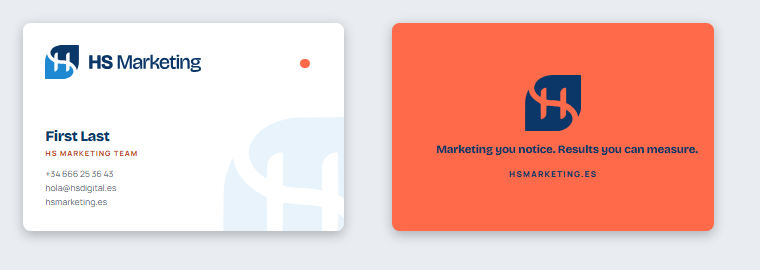 HS Marketing
First Last
HS MARKETING TEAM
+34 666 25 36 43
hola@hsdigital.es
hsmarketing.es
Marketing you notice. Results you can measure.
HSMARKETING.ES